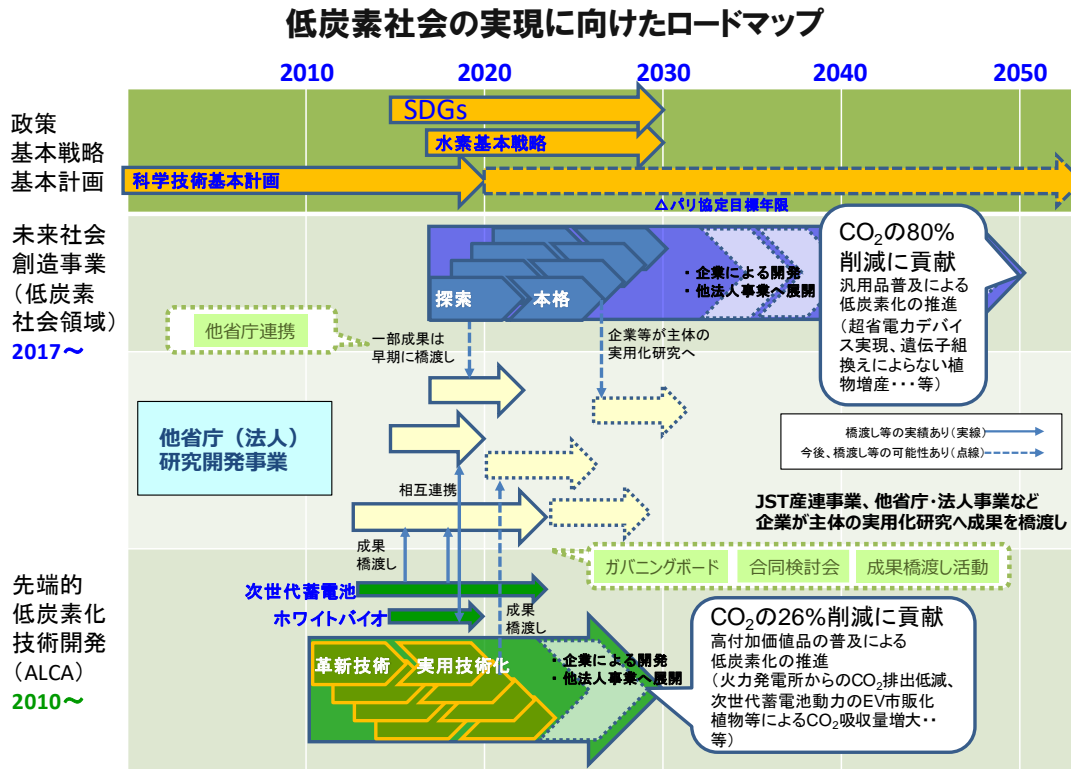 低炭素社会の実現に向けたロードマップ
2010
2020
2030
2040
2050
政策
基本戦略
基本計画
SDGs
水素基本戦略
科学技術基本計画
△パリ協定目標年限
未来社会
創造事業
(低炭素
社会領域)
2017～
探索
本格
・企業による開発
・他法人事業へ展開
CO₂の80%
削減に貢献
汎用品普及による
低炭素化の推進
(超省電力デバイ
ス実現、遺伝子組
換えによらない植
物増産・・・等)
他省庁連携
一部成果は
早期に橋渡し
企業等が主体の
実用化研究へ
他省庁（法人）
研究開発事業
橋渡し等の実績あり(実線)
今後、橋渡し等の可能性あり(点線)
相互連携
JST産連事業、他省庁・法人事業など
企業が主体の実用化研究へ成果を橋渡し
成果
橋渡し
ガバニングボード
合同検討会
成果橋渡し活動
先端的
低炭素化
技術開発
(ALCA)
2010～
次世代蓄電池
ホワイトバイオ
成果
橋渡し
革新技術
実用技術化
・企業による開発
・他法人事業へ展開
CO₂の26%削減に貢献
高付加価値品の普及による
低炭素化の推進
(火力発電所からのCO₂排出低減、
次世代蓄電池動力のEV市販化
植物等によるCO₂吸収量増大・・
等)